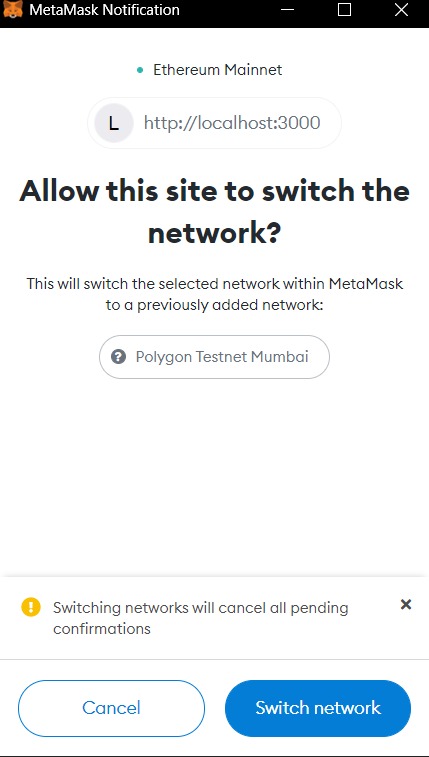 MetaMask Notification
Ethereum Mainnet
L http://localhost:3000
Allow this site to switch the
network?
This will switch the selected network within MetaMask
to a previously added network:
? Polygon Testnet Mumbai
! Switching networks will cancel all pending
confirmations
Cancel Switch network